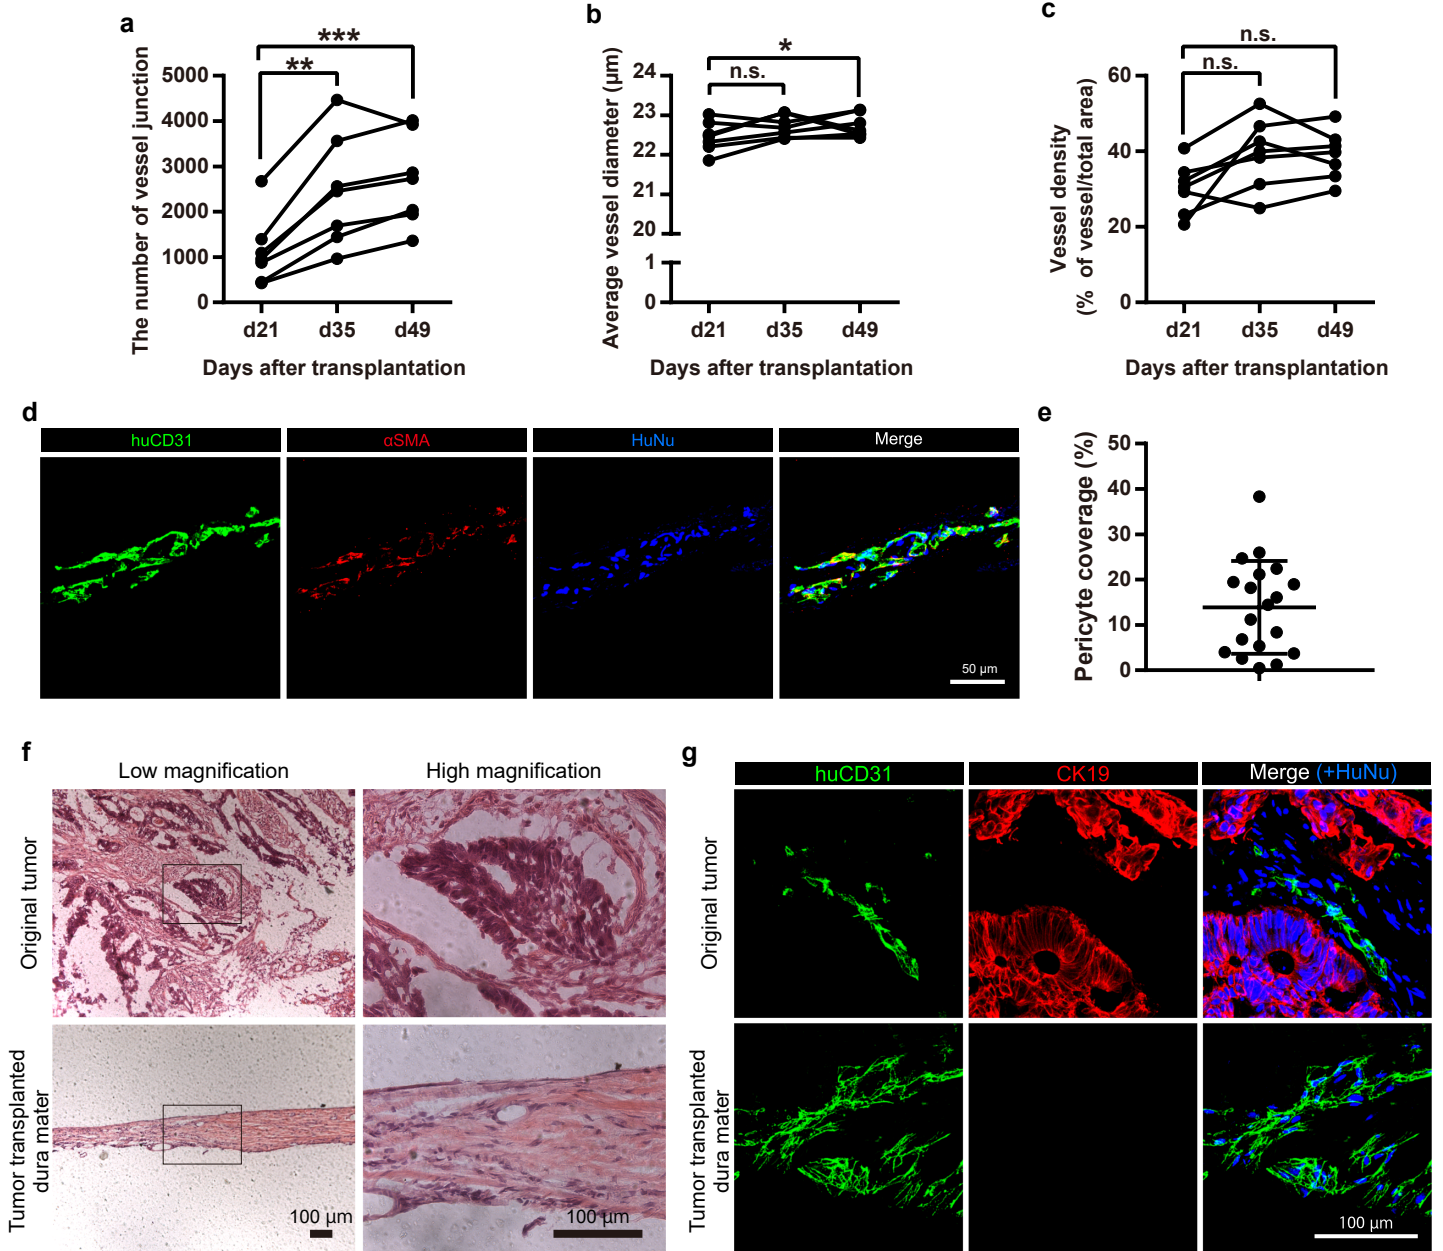 a
The number of vessel junction
5000
4000
3000
2000
1000
0
**
***
d21 d35 d49
Days after transplantation
b
Average vessel diameter (μm)
24
23
22
21
20
1
0
n.s.
*
d21 d35 d49
Days after transplantation
c
Vessel density
(% of vessel/total area)
60
40
20
0
n.s.
n.s.
d21 d35 d49
Days after transplantation
d
huCD31 αSMA HuNu Merge
50 μm
e
Pericyte coverage (%)
50
40
30
20
10
0
f
Low magnification High magnification
Original tumor
Tumor transplanted
dura mater
100 μm
100 μm
g
huCD31 CK19 Merge (+HuNu)
Original tumor
Tumor transplanted
dura mater
100 μm